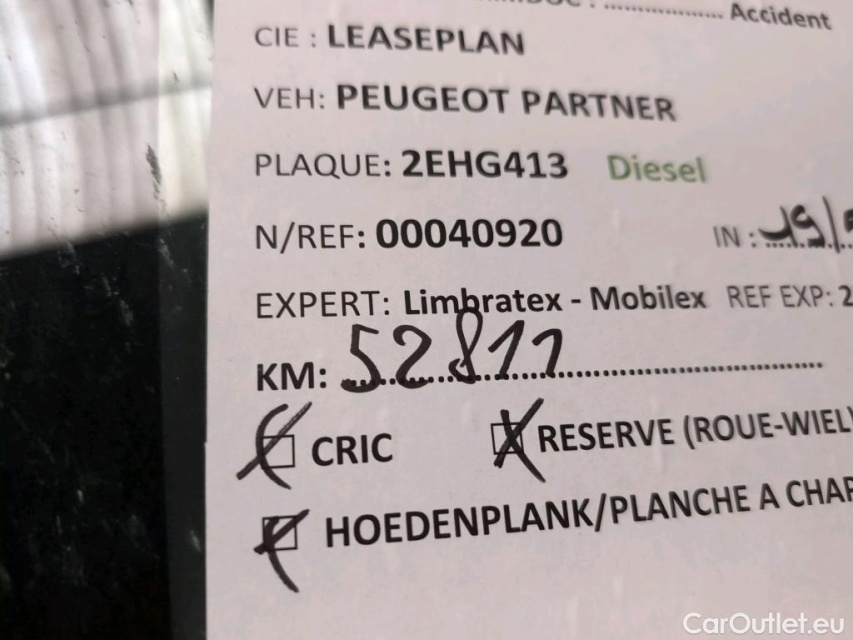 Accident
CIE : LEASEPLAN
VEH: PEUGEOT PARTNER
PLAQUE: 2EHG413 Diesel
N/REF: 00040920 IN :
EXPERT: Limbratex - Mobilex REF EXP: 2
KM: 52811
CRIC RESERVE (ROUE-WIEL
HOEDENPLANK/PLANCHE A CHAR
CarOutlet.eu